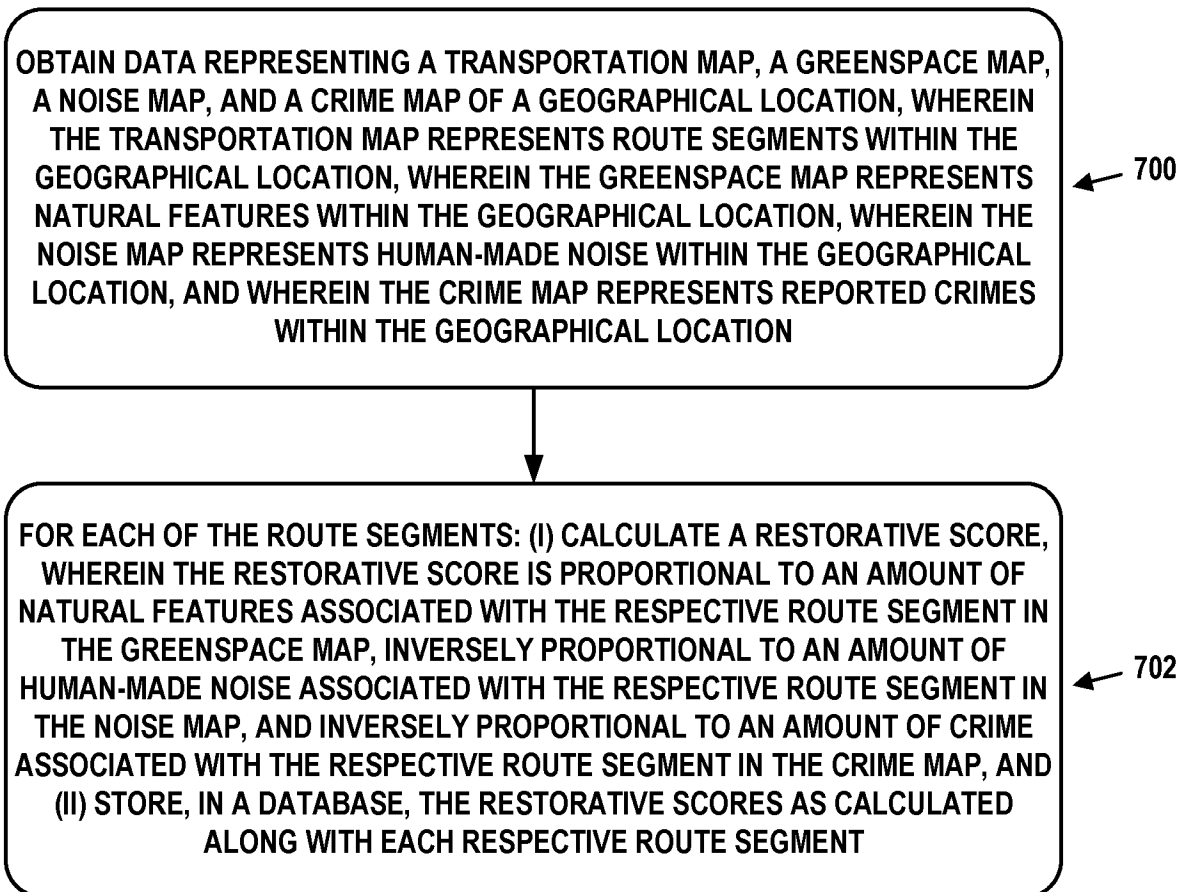 OBTAIN DATA REPRESENTING A TRANSPORTATION MAP, A GREENSPACE MAP,
A NOISE MAP, AND A CRIME MAP OF A GEOGRAPHICAL LOCATION, WHEREIN
THE TRANSPORTATION MAP REPRESENTS ROUTE SEGMENTS WITHIN THE
GEOGRAPHICAL LOCATION, WHEREIN THE GREENSPACE MAP REPRESENTS
NATURAL FEATURES WITHIN THE GEOGRAPHICAL LOCATION, WHEREIN THE
NOISE MAP REPRESENTS HUMAN-MADE NOISE WITHIN THE GEOGRAPHICAL
LOCATION, AND WHEREIN THE CRIME MAP REPRESENTS REPORTED CRIMES
WITHIN THE GEOGRAPHICAL LOCATION
700
FOR EACH OF THE ROUTE SEGMENTS: (I) CALCULATE A RESTORATIVE SCORE,
WHEREIN THE RESTORATIVE SCORE IS PROPORTIONAL TO AN AMOUNT OF
NATURAL FEATURES ASSOCIATED WITH THE RESPECTIVE ROUTE SEGMENT IN
THE GREENSPACE MAP, INVERSELY PROPORTIONAL TO AN AMOUNT OF
HUMAN-MADE NOISE ASSOCIATED WITH THE RESPECTIVE ROUTE SEGMENT IN
THE NOISE MAP, AND INVERSELY PROPORTIONAL TO AN AMOUNT OF CRIME
ASSOCIATED WITH THE RESPECTIVE ROUTE SEGMENT IN THE CRIME MAP, AND
(II) STORE, IN A DATABASE, THE RESTORATIVE SCORES AS CALCULATED
ALONG WITH EACH RESPECTIVE ROUTE SEGMENT
702